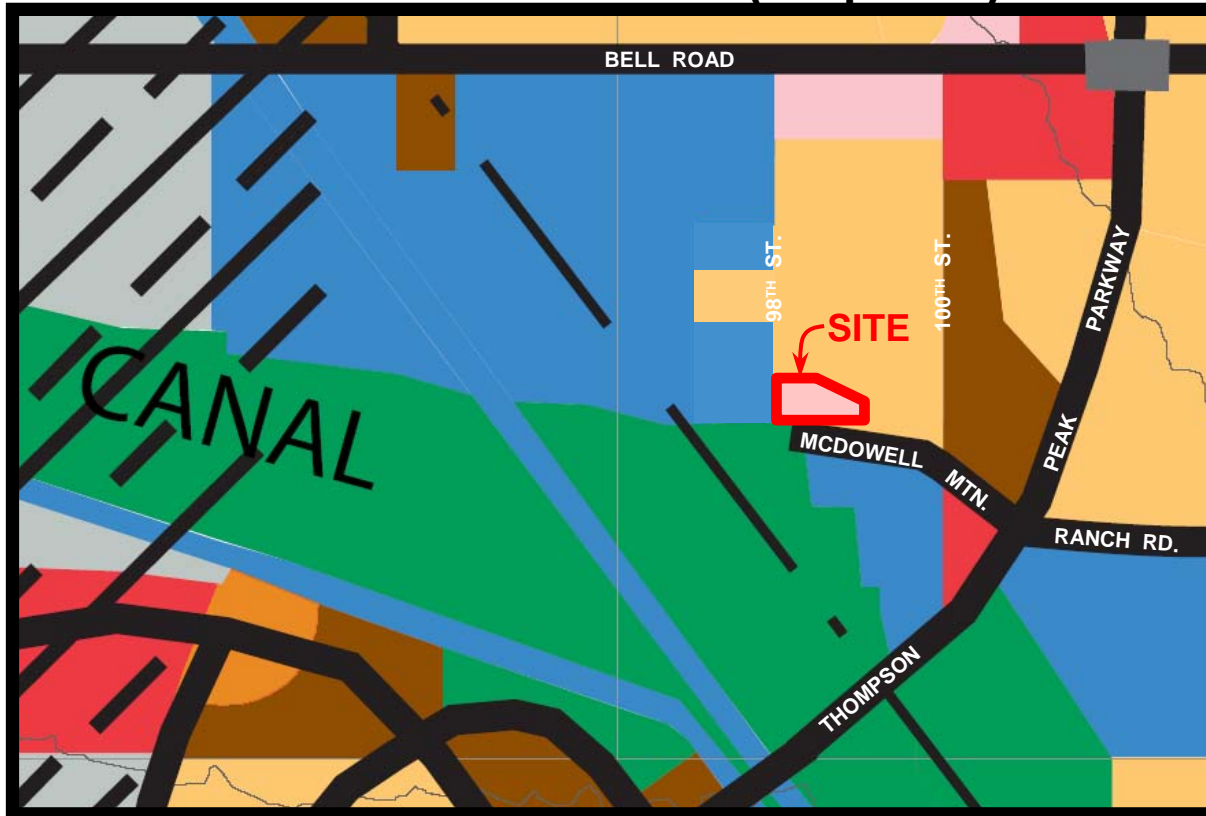 BELL ROAD
98TH ST.
100TH ST.
PARKWAY
SITE
CANAL
PEAK
MCDOWELL
MTN.
RANCH RD.
THOMPSON